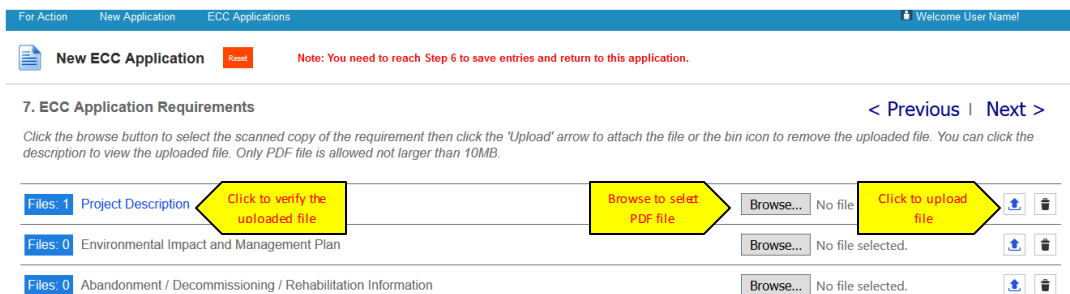 For Action New Application ECC Applications Welcome User Name!
New ECC Application Reset Note: You need to reach Step 6 to save entries and return to this application.
7. ECC Application Requirements < Previous | Next >
Click the browse button to select the scanned copy of the requirement then click the 'Upload' arrow to attach the file or the bin icon to remove the uploaded file. You can click the
description to view the uploaded file. Only PDF file is allowed not larger than 10MB.
Files: 1 Project Description Click to verify the uploaded file Browse to select PDF file Browse... No file Click to upload file
Files: 0 Environmental Impact and Management Plan Browse... No file selected.
Files: 0 Abandonment / Decommissioning / Rehabilitation Information Browse... No file selected.